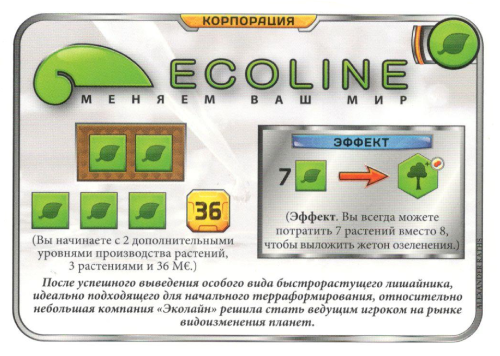 КОРПОРАЦИЯ
ECOLINE
МЕНЯЕМ ВАШ МИР
ЭФФЕКТ
7
36
(Эффект. Вы всегда можете
потратить 7 растений вместо 8,
чтобы выложить жетон озеленения.)
(Вы начинаете с 2 дополнительными
уровнями производства растений,
3 растениями и 36 М€.)
После успешного выведения особого вида быстрорастущего лишайника,
идеально подходящего для начального терраформирования, относительно
небольшая компания «Эколайн» решила стать ведущим игроком на рынке
видоизменения планет.